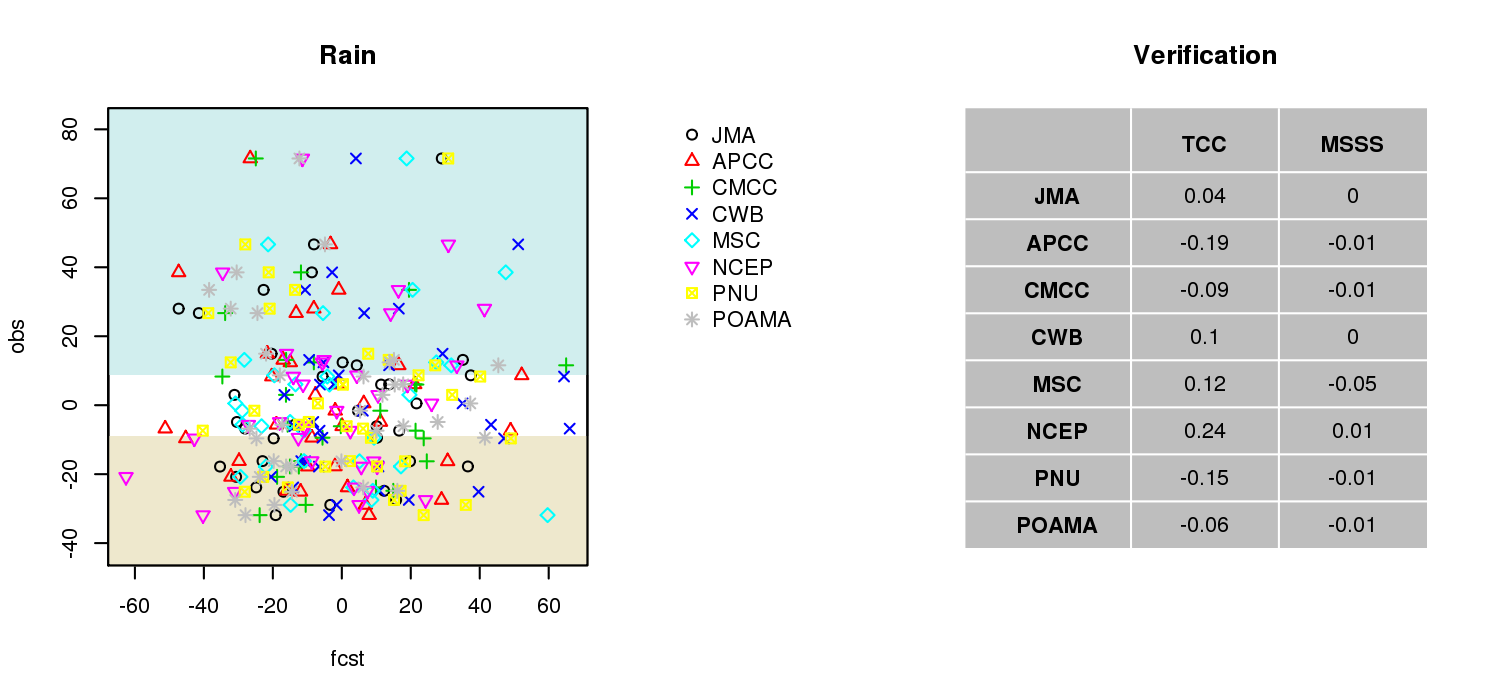 Rain
Verification
80
60
40
20
0
-20
-40
obs
-60 -40 -20 0 20 40 60
fcst
JMA
APCC
CMCC
CWB
MSC
NCEP
PNU
POAMA
TCC MSSS
JMA 0.04 0
APCC -0.19 -0.01
CMCC -0.09 -0.01
CWB 0.1 0
MSC 0.12 -0.05
NCEP 0.24 0.01
PNU -0.15 -0.01
POAMA -0.06 -0.01